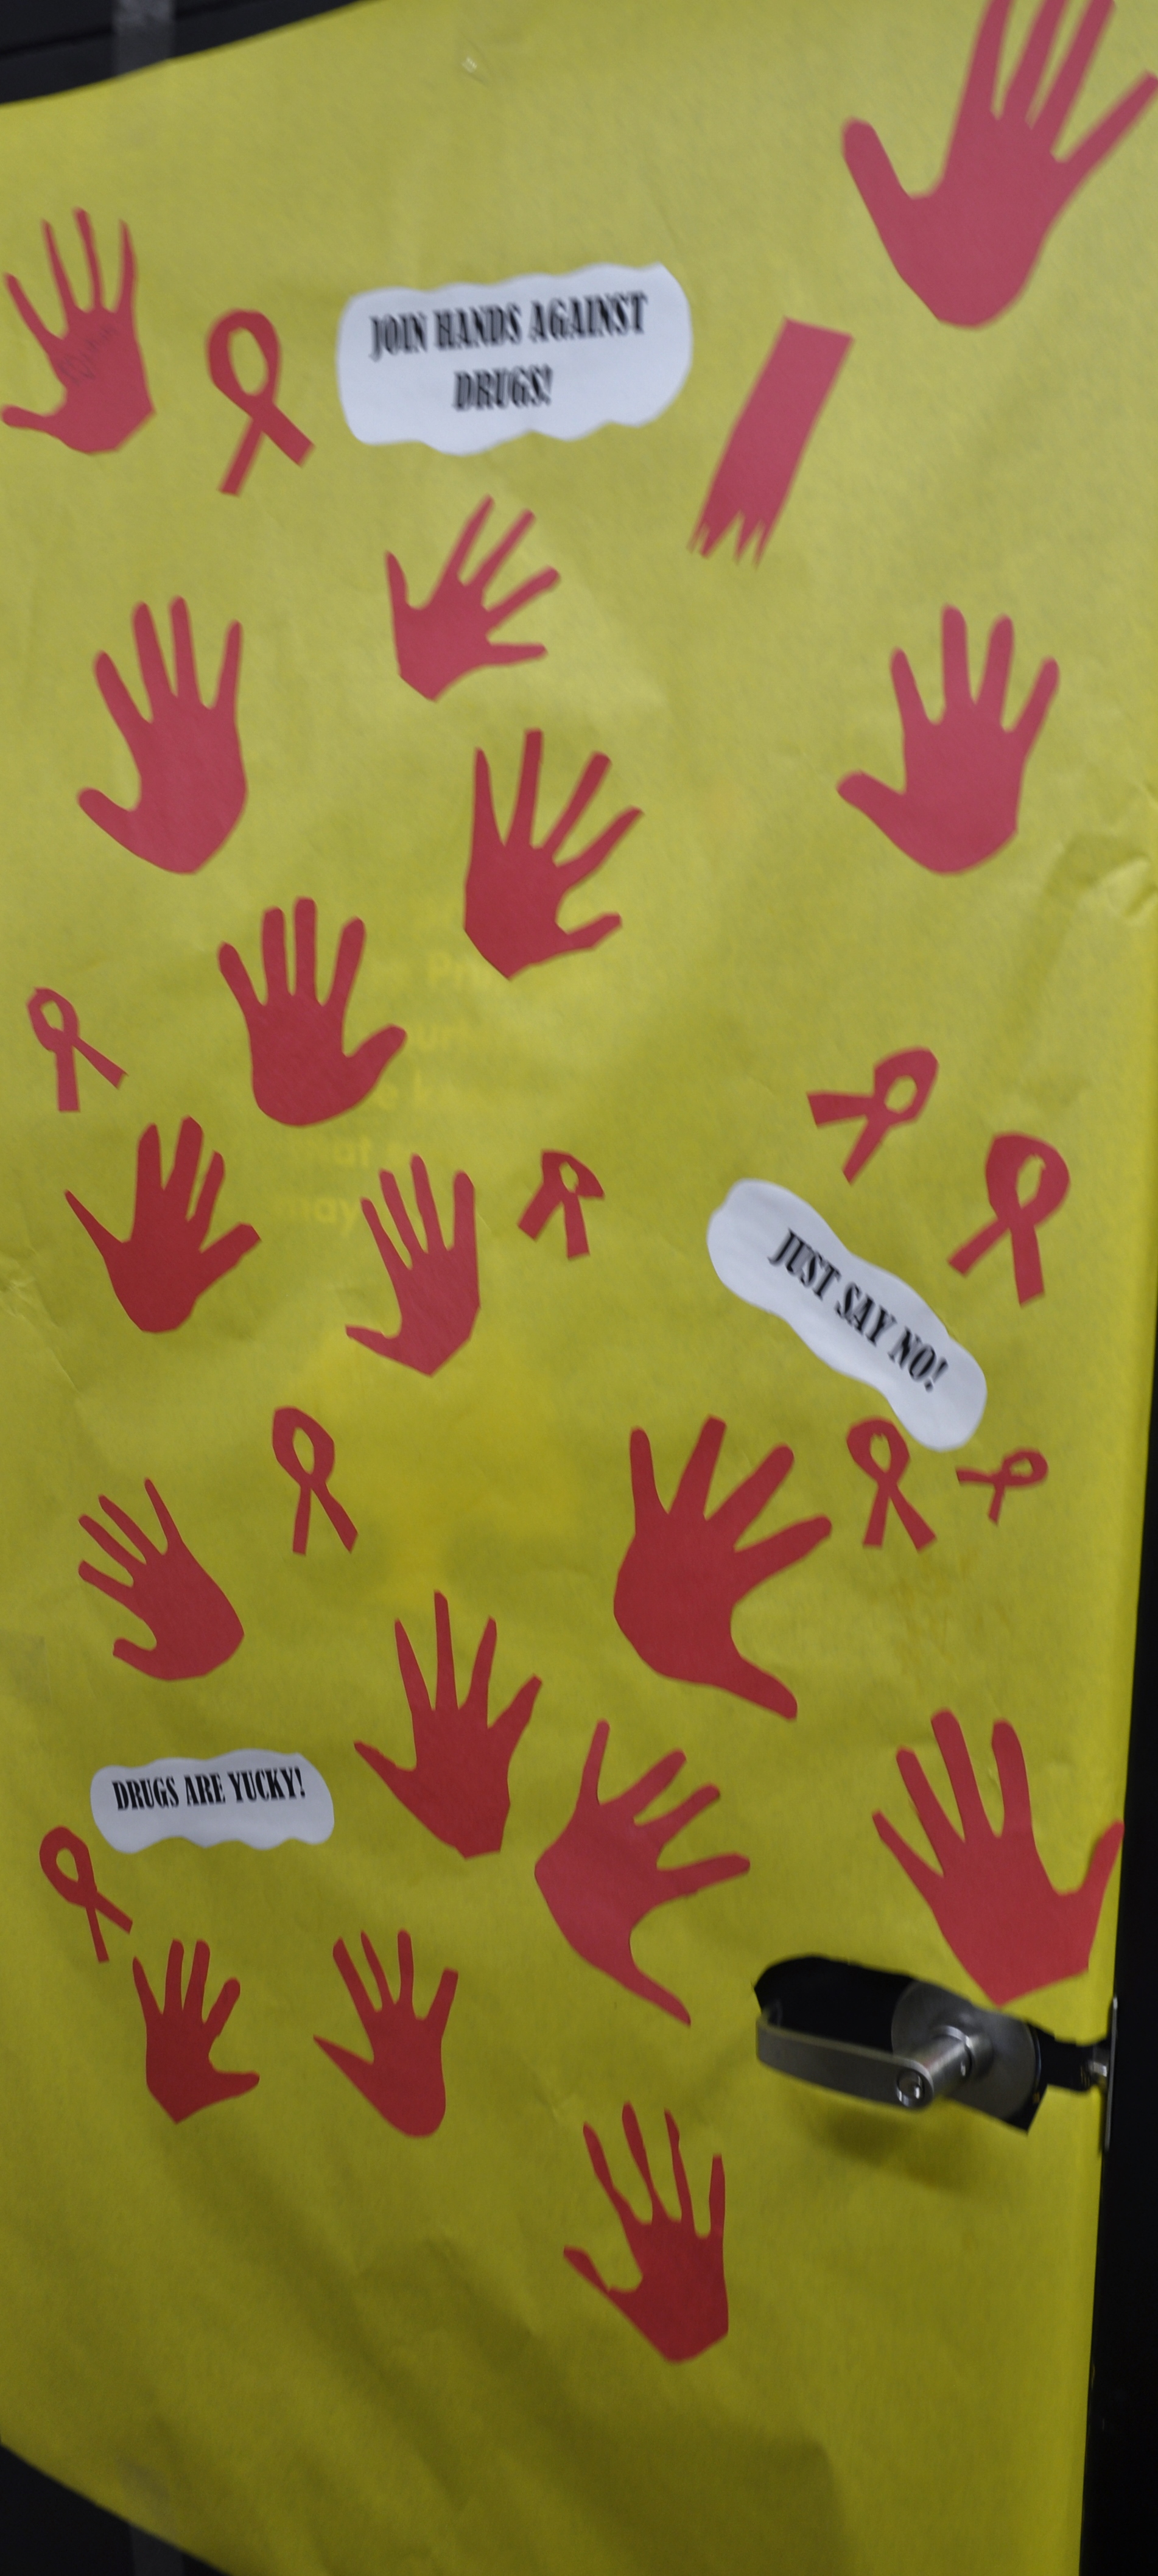 JOIN HANDS AGAINST
DRUGS!
JUST SAY NO!
DRUGS ARE YUCKY!